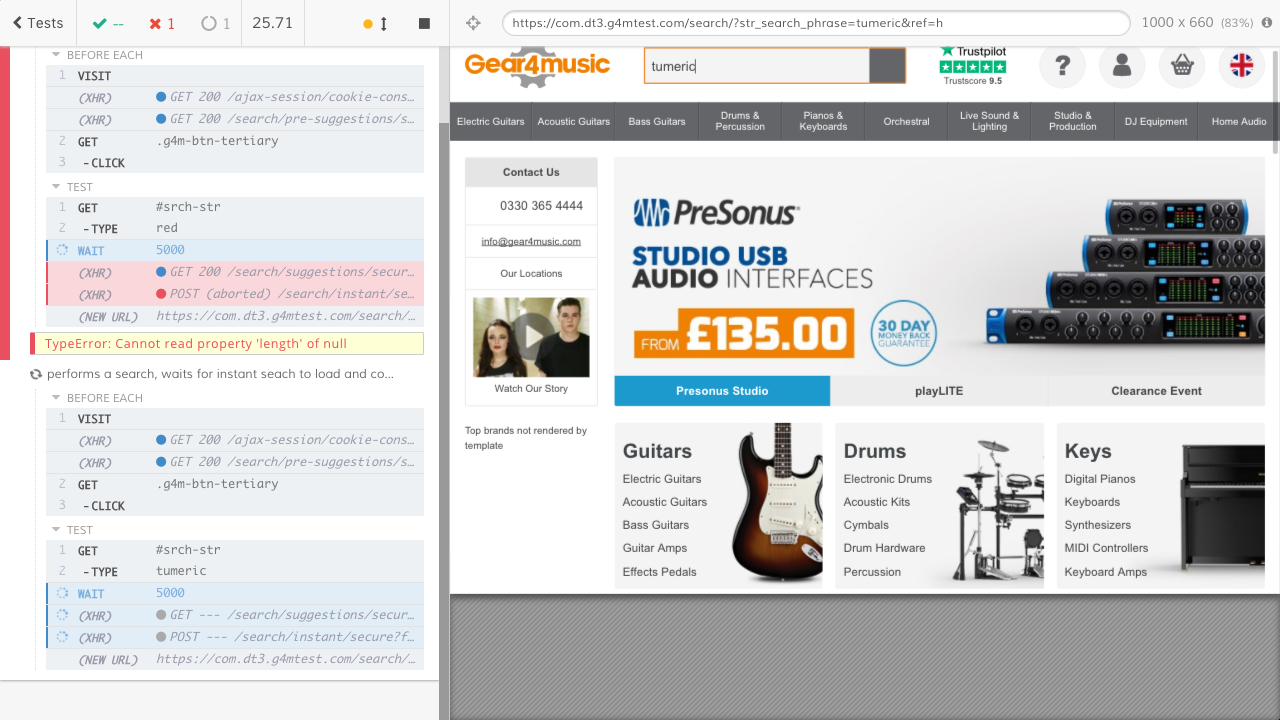 Tests
--
1
1
25.71
https://com.dt3.g4mtest.com/search/?str_search_phrase=tumeric&ref=h
1000 x 660 (83%)
BEFORE EACH
1 VISIT
(XHR) GET 200 /ajax-session/cookie-cons...
(XHR) GET 200 /search/pre-suggestions/s...
2 GET .g4m-btn-tertiary
3 -CLICK
TEST
1 GET #srch-str
2 -TYPE red
WAIT 5000
(XHR) GET 200 /search/suggestions/secur...
(XHR) POST (aborted) /search/instant/se...
(NEW URL) https://com.dt3.g4mtest.com/search/...
TypeError: Cannot read property 'length' of null
performs a search, waits for instant seach to load and co...
BEFORE EACH
1 VISIT
(XHR) GET 200 /ajax-session/cookie-cons...
(XHR) GET 200 /search/pre-suggestions/s...
2 GET .g4m-btn-tertiary
3 -CLICK
TEST
1 GET #srch-str
2 -TYPE tumeric
WAIT 5000
(XHR) GET --- /search/suggestions/secur...
(XHR) POST --- /search/instant/secure?f...
(NEW URL) https://com.dt3.g4mtest.com/search/...
Gear4music
tumeric
Trustpilot
Trustscore 9.5
?
Electric Guitars
Acoustic Guitars
Bass Guitars
Drums &
Percussion
Pianos &
Keyboards
Orchestral
Live Sound &
Lighting
Studio &
Production
DJ Equipment
Home Audio
Contact Us
0330 365 4444
info@gear4music.com
Our Locations
Watch Our Story
Top brands not rendered by
template
PreSonus
STUDIO USB
AUDIO INTERFACES
FROM £135.00
30 DAY
MONEY BACK
GUARANTEE
Presonus Studio
playLITE
Clearance Event
Guitars
Electric Guitars
Acoustic Guitars
Bass Guitars
Guitar Amps
Effects Pedals
Drums
Electronic Drums
Acoustic Kits
Cymbals
Drum Hardware
Percussion
Keys
Digital Pianos
Keyboards
Synthesizers
MIDI Controllers
Keyboard Amps